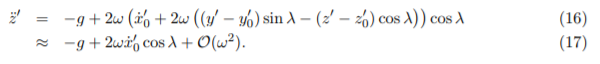 z̈′ = −g + 2ω (ẋ′₀ + 2ω ((y′ − y′₀) sin λ − (z′ − z′₀) cos λ)) cos λ (16)
≈ −g + 2ωẋ′₀ cos λ + O(ω²). (17)